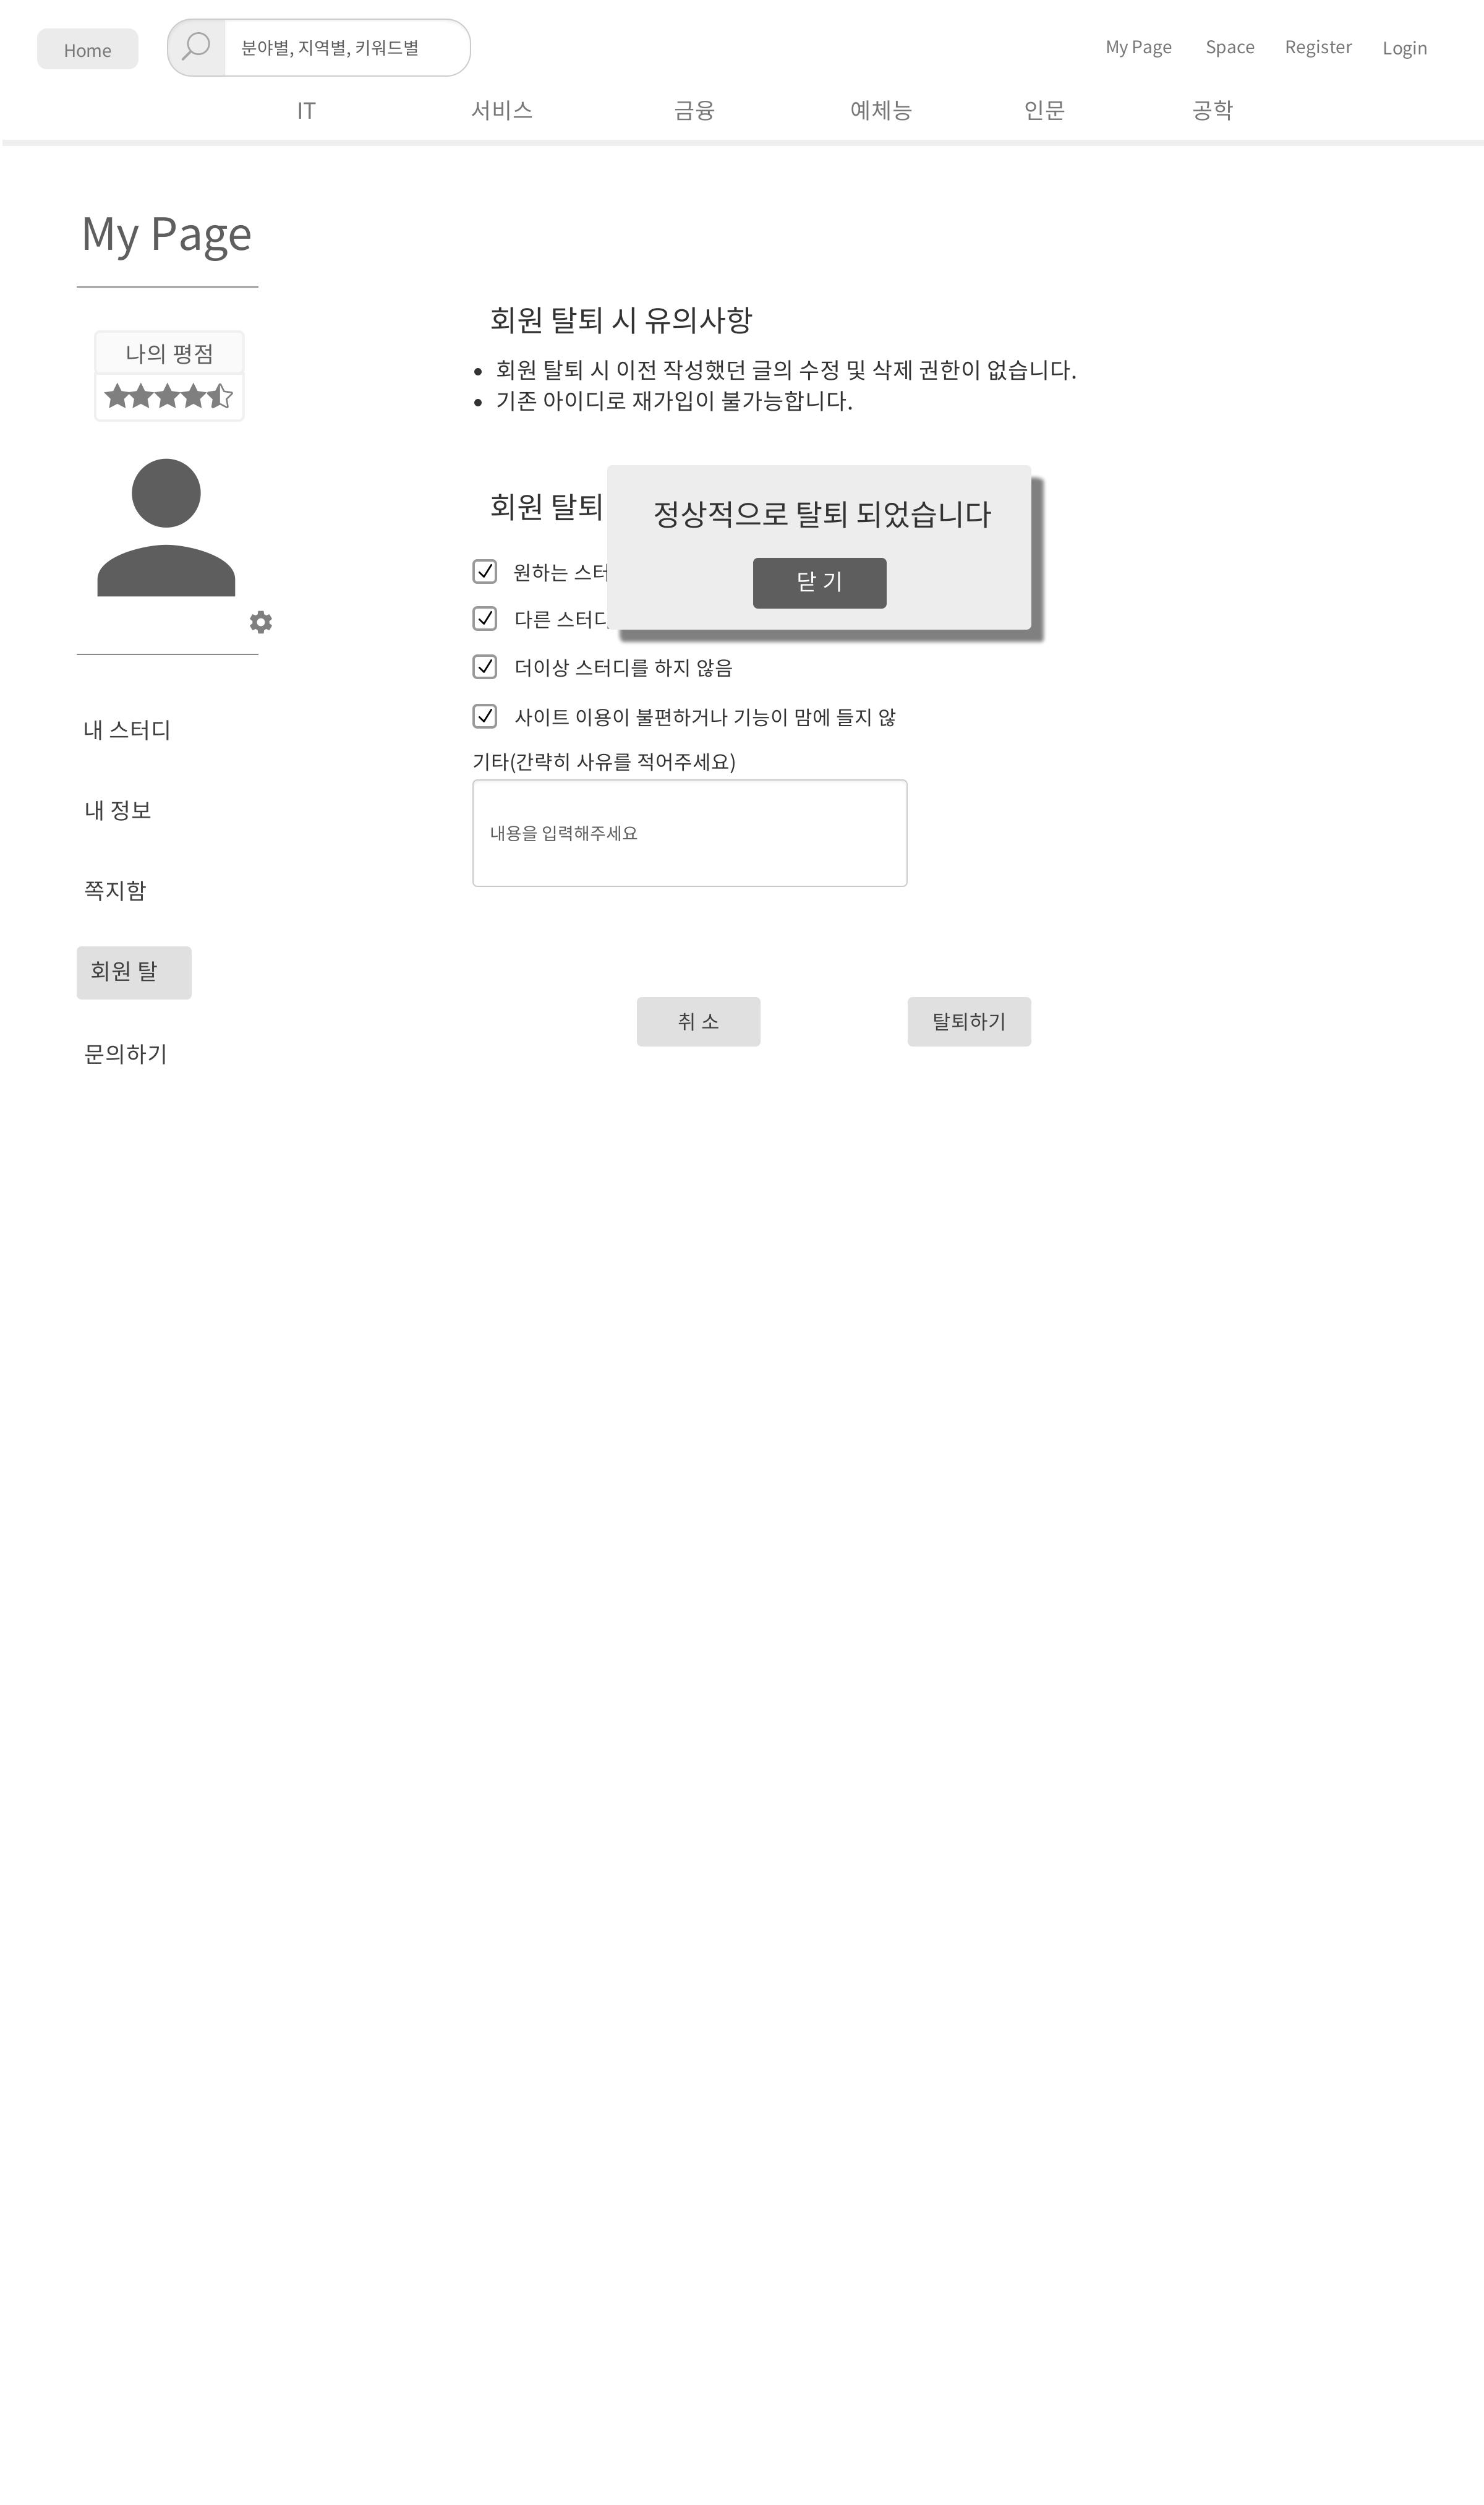 Home
분야별, 지역별, 키워드별
My Page Space Register Login
IT 서비스 금융 예체능 인문 공학
My Page
나의 평점
내 스터디
내 정보
쪽지함
회원 탈
문의하기
회원 탈퇴 시 유의사항
• 회원 탈퇴 시 이전 작성했던 글의 수정 및 삭제 권한이 없습니다.
• 기존 아이디로 재가입이 불가능합니다.
회원 탈퇴
정상적으로 탈퇴 되었습니다
닫 기
원하는
다른
더이상 스터디를 하지 않음
사이트 이용이 불편하거나 기능이 맘에 들지 않
기타(간략히 사유를 적어주세요)
내용을 입력해주세요
취 소 탈퇴하기